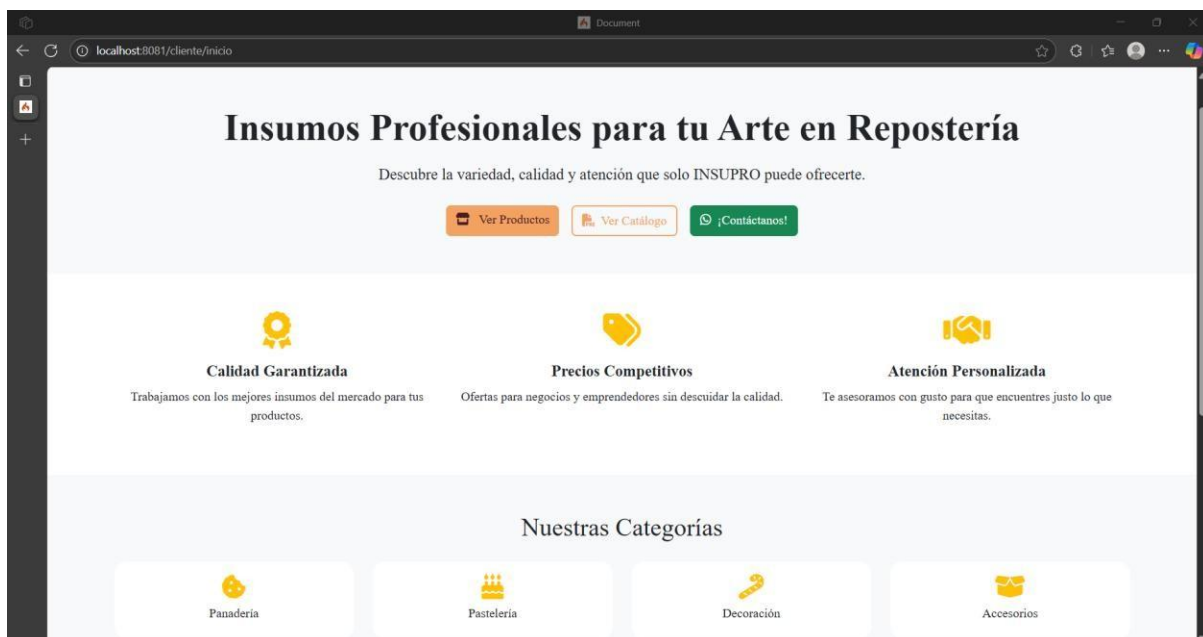 Document
localhost:8081/cliente/inicio
Insumos Profesionales para tu Arte en Repostería
Descubre la variedad, calidad y atención que solo INSUPRO puede ofrecerte.
Ver Productos
Ver Catálogo
¡Contáctanos!
Calidad Garantizada
Trabajamos con los mejores insumos del mercado para tus
productos.
Precios Competitivos
Ofertas para negocios y emprendedores sin descuidar la calidad.
Atención Personalizada
Te asesoramos con gusto para que encuentres justo lo que
necesitas.
Nuestras Categorías
Panadería
Pastelería
Decoración
Accesorios